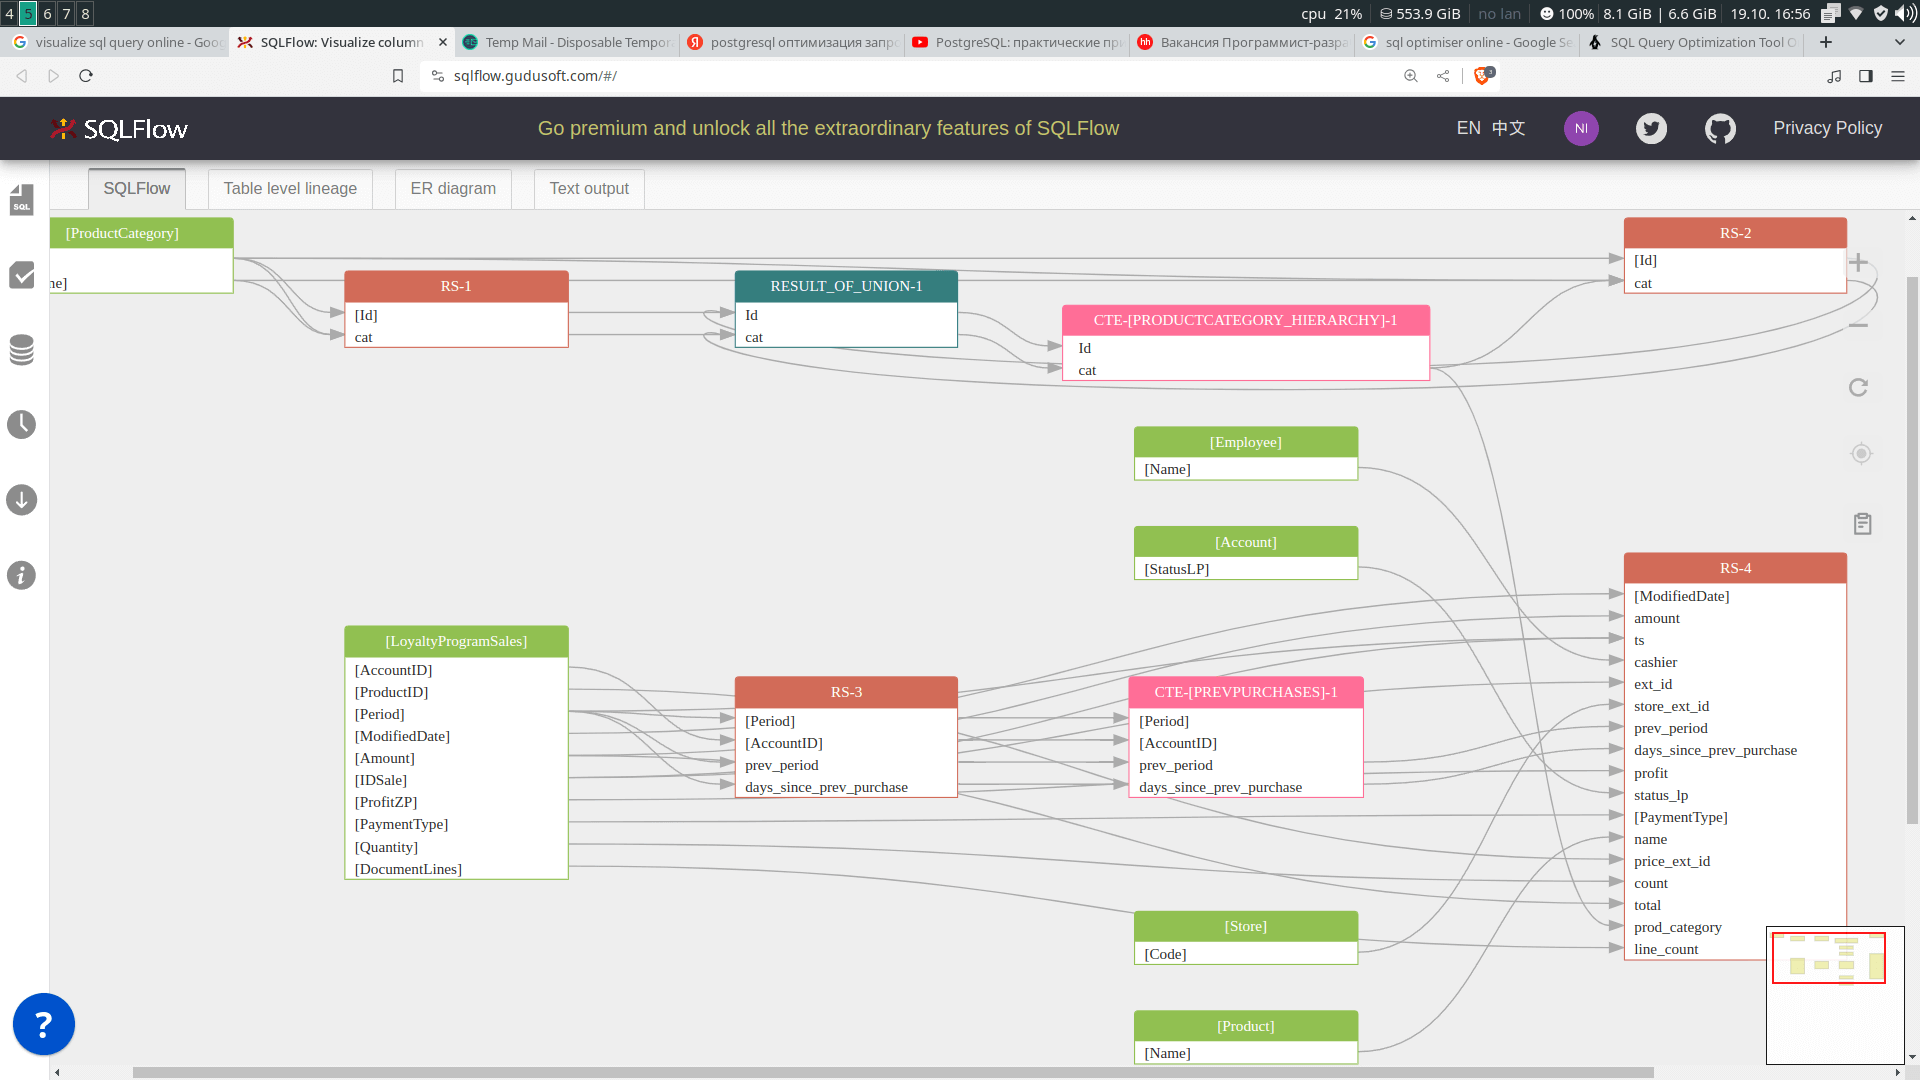 4 5 6 7 8
cpu 21% 553.9 GiB no lan 100% 8.1 GiB | 6.6 GiB 19.10. 16:56
visualize sql query online - Goo
SQLFlow: Visualize column
Temp Mail - Disposable Tempor
postgresql оптимизация запр
PostgreSQL: практические пр
Вакансия Программист-разра
sql optimiser online - Google Se
SQL Query Optimization Tool O
sqlflow.gudusoft.com/#/
3
SQLFlow
Go premium and unlock all the extraordinary features of SQLFlow
EN 中文
NI
Privacy Policy
SQL
SQLFlow
Table level lineage
ER diagram
Text output
[ProductCategory]
ne]
RS-1
[Id]
cat
RESULT_OF_UNION-1
Id
cat
CTE-[PRODUCTCATEGORY_HIERARCHY]-1
Id
cat
RS-2
[Id]
cat
[Employee]
[Name]
[Account]
[StatusLP]
[LoyaltyProgramSales]
[AccountID]
[ProductID]
[Period]
[ModifiedDate]
[Amount]
[IDSale]
[ProfitZP]
[PaymentType]
[Quantity]
[DocumentLines]
RS-3
[Period]
[AccountID]
prev_period
days_since_prev_purchase
CTE-[PREVPURCHASES]-1
[Period]
[AccountID]
prev_period
days_since_prev_purchase
RS-4
[ModifiedDate]
amount
ts
cashier
ext_id
store_ext_id
prev_period
days_since_prev_purchase
profit
status_lp
[PaymentType]
name
price_ext_id
count
total
prod_category
line_count
[Store]
[Code]
[Product]
[Name]
?